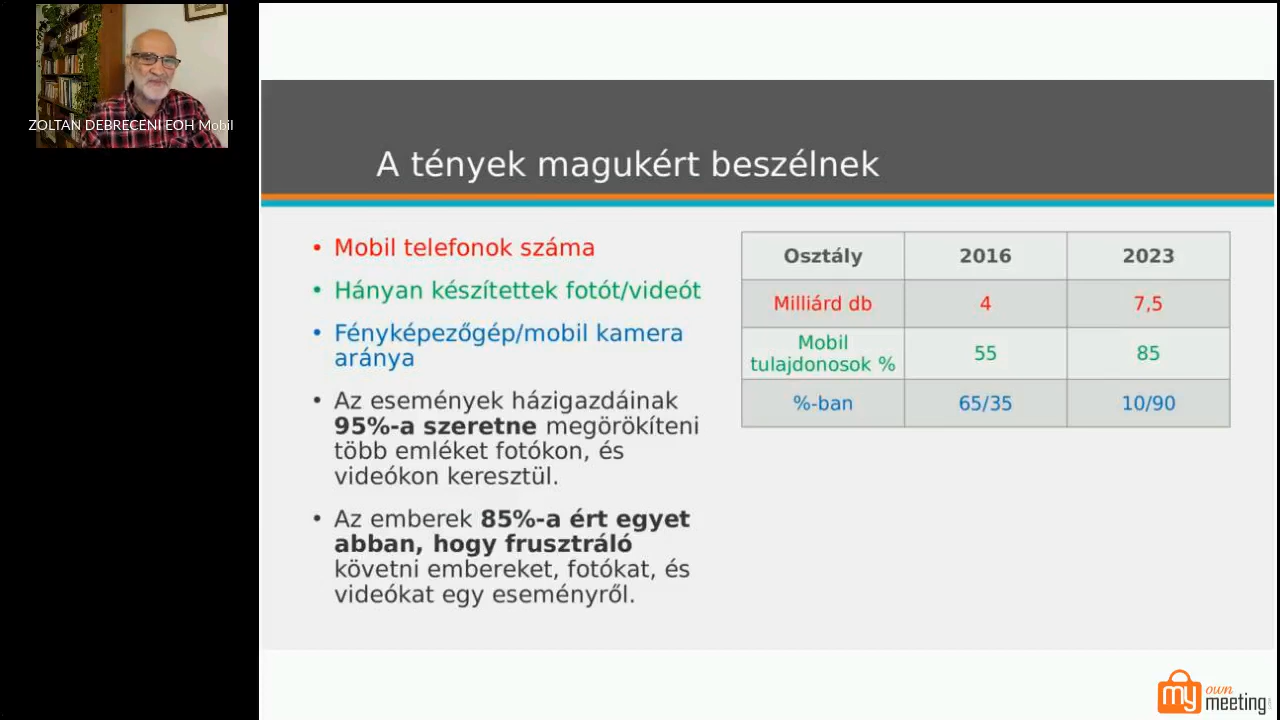 ZOLTAN DEBRECENI EOH Mobil
A tények magukért beszélnek
• Mobil telefonok száma
• Hányan készítettek fotót/videót
• Fényképezőgép/mobil kamera
aránya
• Az események házigazdáinak
95%-a szeretne megörökíteni
több emléket fotókon, és
videókon keresztül.
• Az emberek 85%-a ért egyet
abban, hogy frusztráló
követni embereket, fotókat, és
videókat egy eseményről.
Osztály 2016 2023
Milliárd db 4 7,5
Mobil
tulajdonosok % 55 85
%-ban 65/35 10/90
my own
meeting